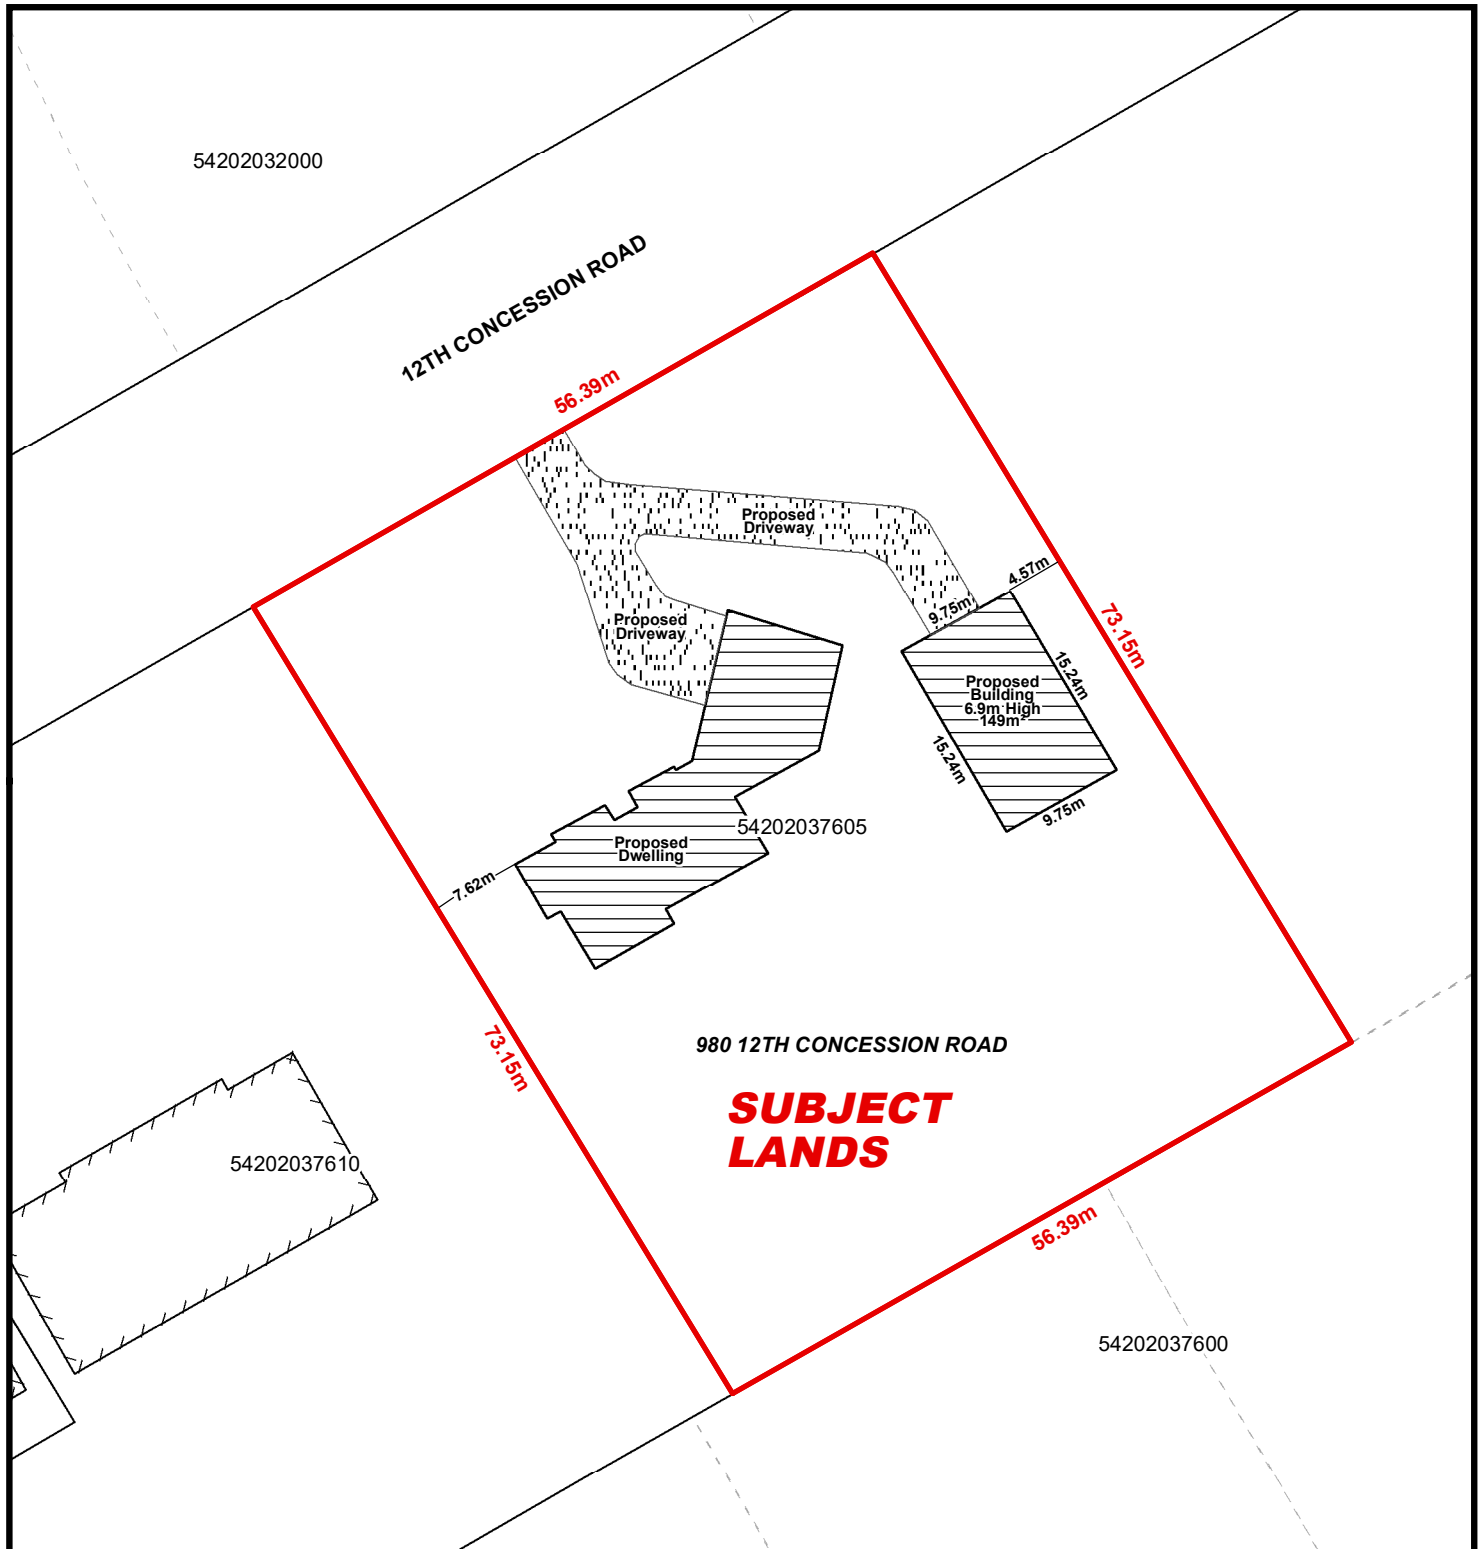 54202032000
12TH CONCESSION ROAD
56.39m
Proposed
Driveway
4.57m
9.75m
73.15m
Proposed
Driveway
15.24m
Proposed
Building
6.9m High
149m²
15.24m
9.75m
54202037605
Proposed
Dwelling
7.62m
73.15m
980 12TH CONCESSION ROAD
SUBJECT
LANDS
54202037610
56.39m
54202037600